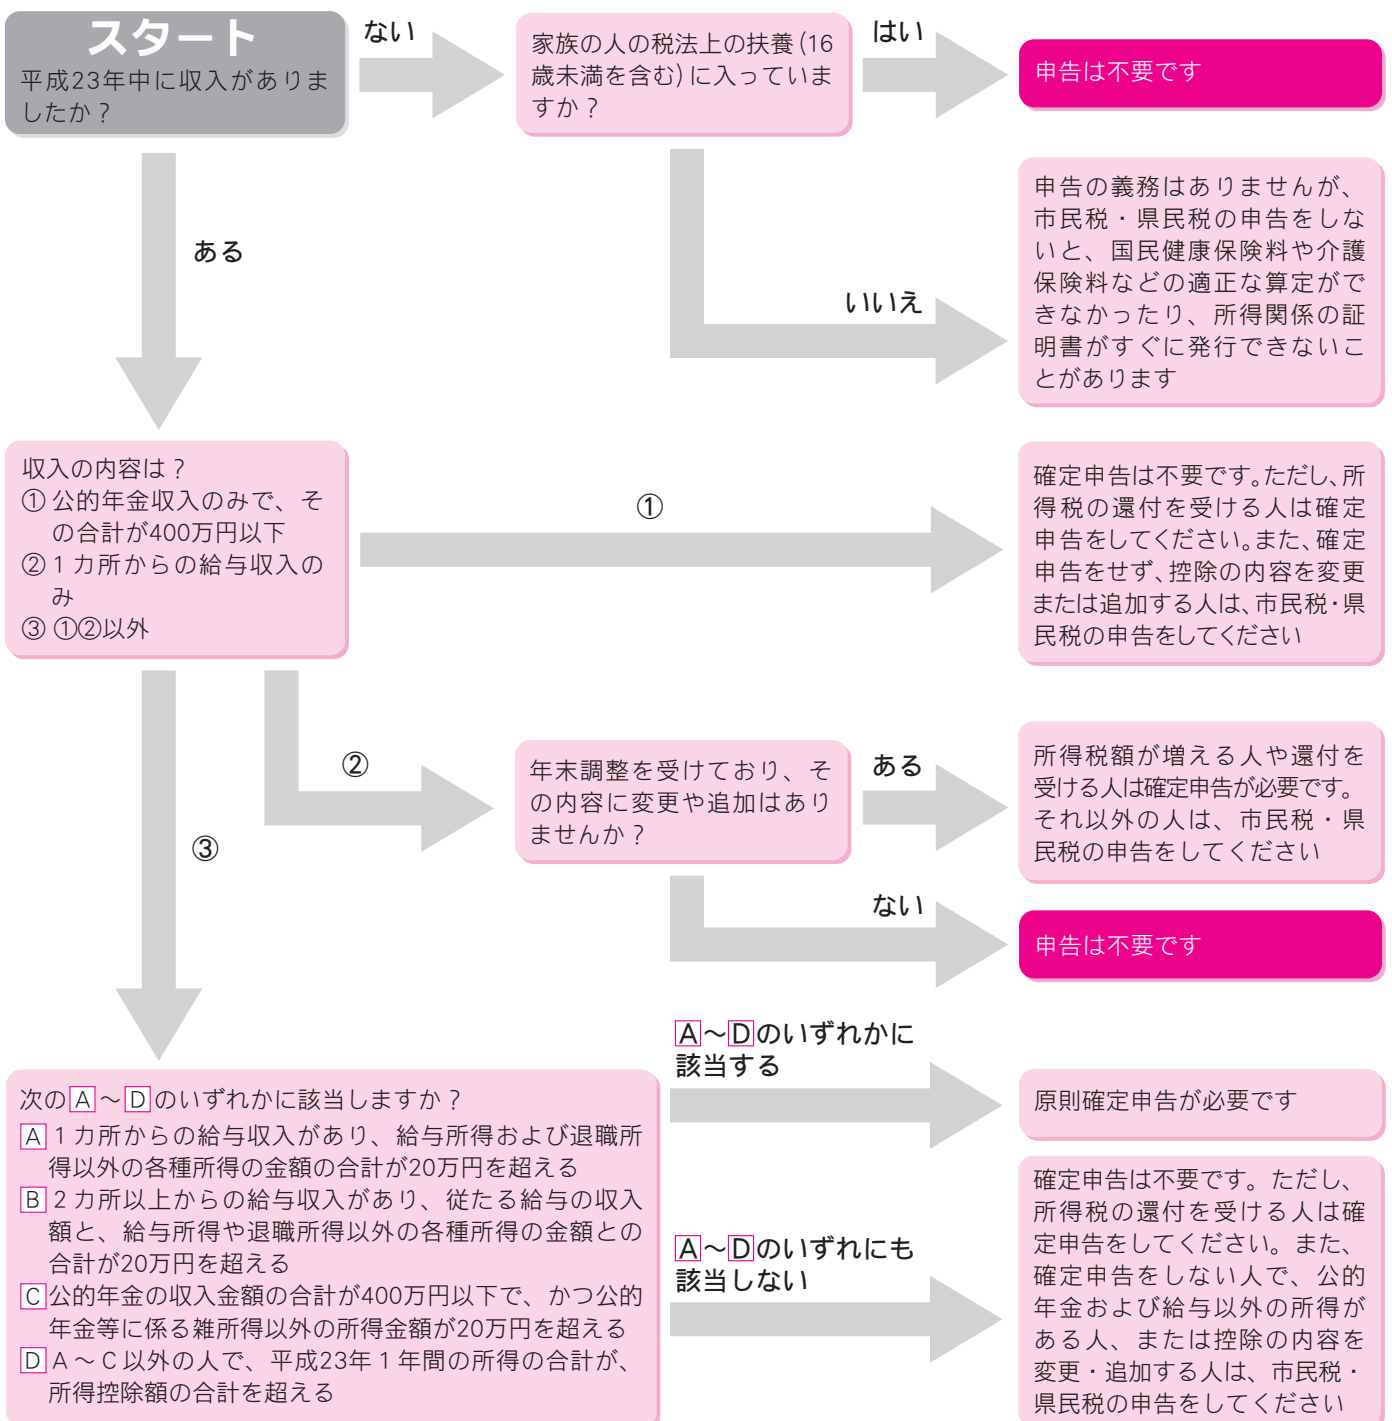 スタート
平成23年中に収入がありま
したか？
ない
家族の人の税法上の扶養(16
歳未満を含む)に入っていま
すか？
はい
申告は不要です
ある
いいえ
申告の義務はありませんが、
市民税・県民税の申告をしな
いと、国民健康保険料や介護
保険料などの適正な算定がで
きなかったり、所得関係の証
明書がすぐに発行できないこ
とがあります
収入の内容は？
① 公的年金収入のみで、そ
の合計が400万円以下
② 1カ所からの給与収入の
み
③ ①②以外
①
確定申告は不要です。ただし、所
得税の還付を受ける人は確定
申告をしてください。また、確定
申告をせず、控除の内容を変更
または追加する人は、市民税・県
民税の申告をしてください
②
年末調整を受けており、そ
の内容に変更や追加はあり
ませんか？
ある
所得税額が増える人や還付を
受ける人は確定申告が必要です。
それ以外の人は、市民税・県
民税の申告をしてください
③
ない
申告は不要です
次のA～Dのいずれかに該当しますか？
A 1カ所からの給与収入があり、給与所得および退職所
得以外の各種所得の金額の合計が20万円を超える
B 2カ所以上からの給与収入があり、従たる給与の収入
額と、給与所得や退職所得以外の各種所得の金額との
合計が20万円を超える
C 公的年金の収入金額の合計が400万円以下で、かつ公的
年金等に係る雑所得以外の所得金額が20万円を超える
D A～C以外の人で、平成23年1年間の所得の合計が、
所得控除額の合計を超える
A～Dのいずれかに
該当する
原則確定申告が必要です
A～Dのいずれにも
該当しない
確定申告は不要です。ただし、
所得税の還付を受ける人は確
定申告をしてください。また、
確定申告をしない人で、公的
年金および給与以外の所得が
ある人、または控除の内容を
変更・追加する人は、市民税・
県民税の申告をしてください